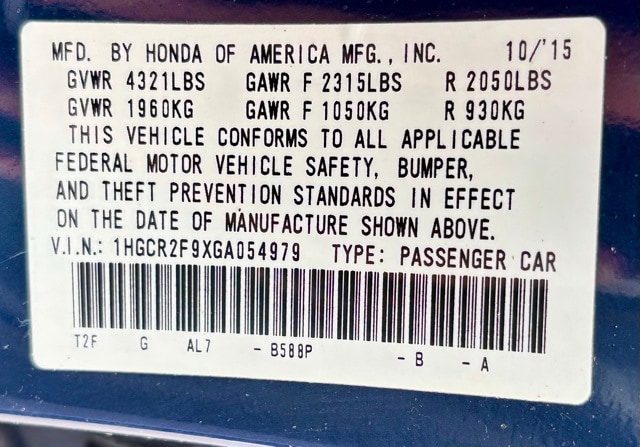 MFD. BY HONDA OF AMERICA MFG., INC. 10/'15
GVWR 4321LBS GAWR F 2315LBS R 2050LBS
GVWR 1960KG GAWR F 1050KG R 930KG
THIS VEHICLE CONFORMS TO ALL APPLICABLE
FEDERAL MOTOR VEHICLE SAFETY, BUMPER,
AND THEFT PREVENTION STANDARDS IN EFFECT
ON THE DATE OF MANUFACTURE SHOWN ABOVE.
V.I.N.: 1HGCR2F9XGA054979 TYPE: PASSENGER CAR
T2F G AL7 - B588P - B - A